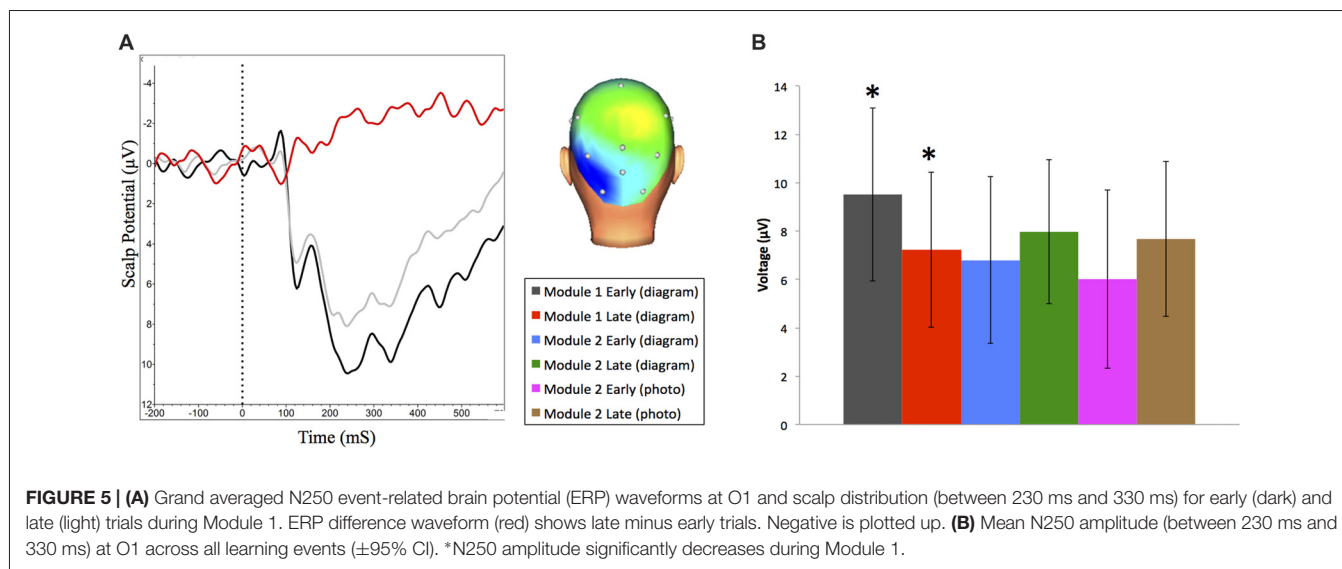 A
B
-4
-2
0
2
4
6
8
10
12
Scalp Potential (µV)
-200 -100 0 100 200 300 400 500
Time (mS)
Module 1 Early (diagram)
Module 1 Late (diagram)
Module 2 Early (diagram)
Module 2 Late (diagram)
Module 2 Early (photo)
Module 2 Late (photo)
14
12
10
8
6
4
2
0
Voltage (µV)
*
*
FIGURE 5 | (A) Grand averaged N250 event-related brain potential (ERP) waveforms at O1 and scalp distribution (between 230 ms and 330 ms) for early (dark) and
late (light) trials during Module 1. ERP difference waveform (red) shows late minus early trials. Negative is plotted up. (B) Mean N250 amplitude (between 230 ms and
330 ms) at O1 across all learning events (±95% CI). *N250 amplitude significantly decreases during Module 1.